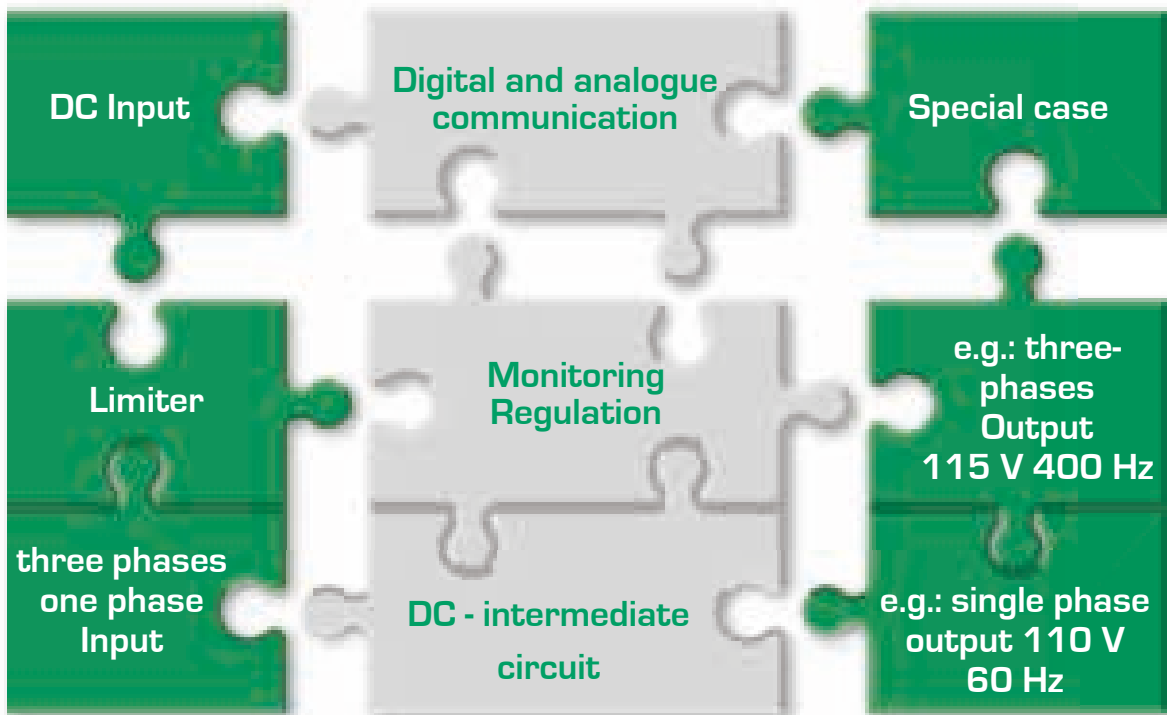 DC Input
Digital and analogue
communication
Special case
Limiter
Monitoring
Regulation
e.g.: three-
phases
Output
115 V 400 Hz
three phases
one phase
Input
DC - intermediate
circuit
e.g.: single phase
output 110 V
60 Hz